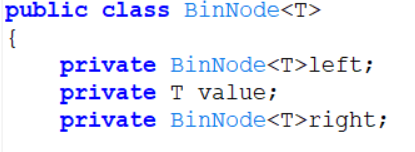 public class BinNode<T>
{
    private BinNode<T>left;
    private T value;
    private BinNode<T>right;